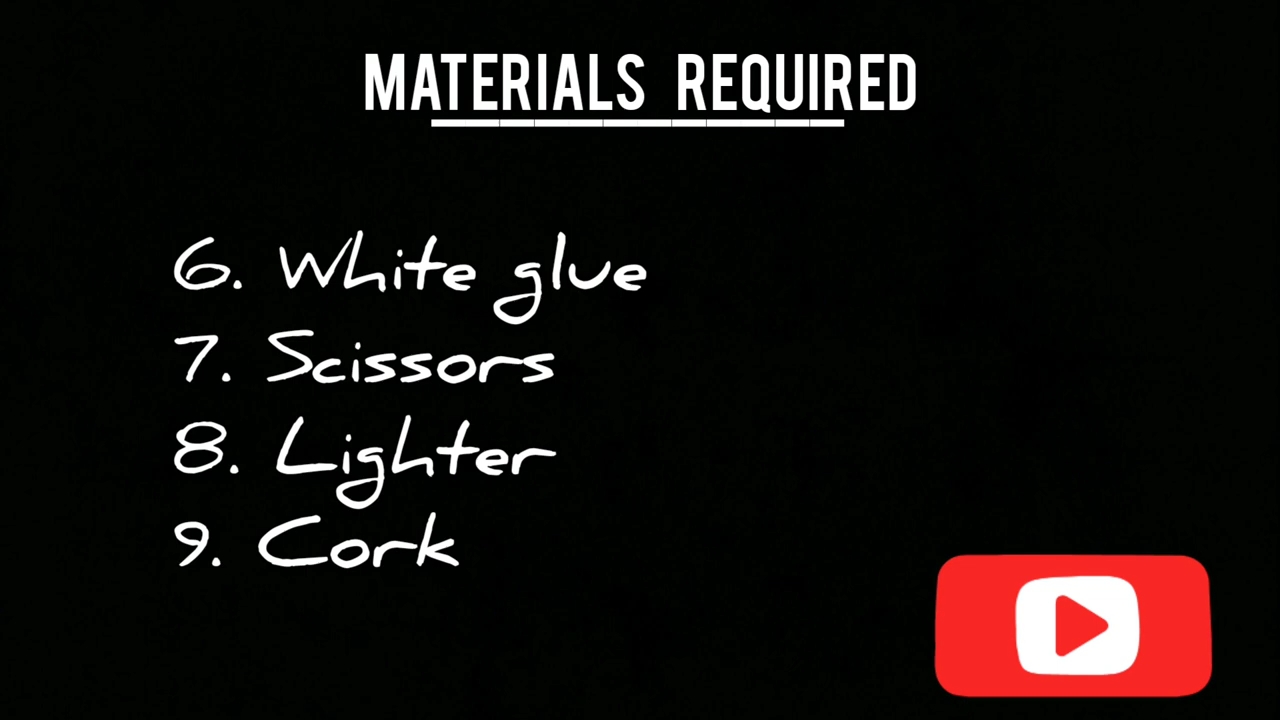 MATERIALS REQUIRED
6. White glue
7. Scissors
8. Lighter
9. Cork